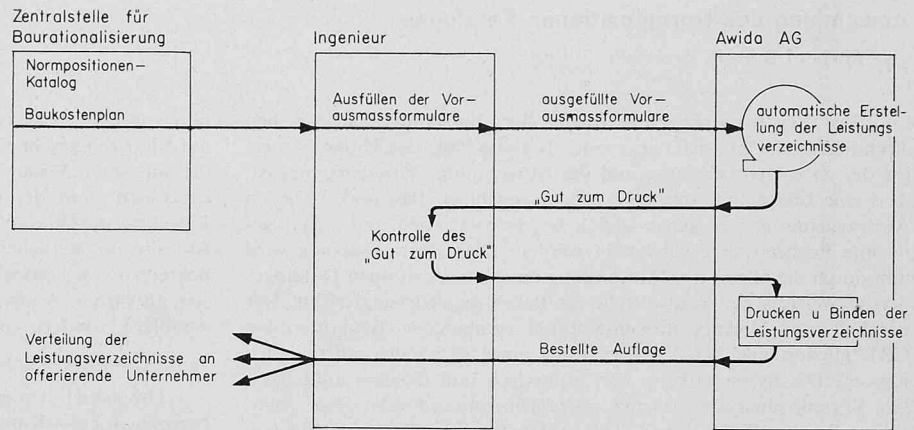 Zentralstelle für
Baurationalisierung
Ingenieur
Awida AG
Normpositionen-
Katalog
Baukostenplan
Ausfüllen der Vor-
ausmassformulare
ausgefüllte Vor-
ausmassformulare
automatische Erstel-
lung der Leistungs
verzeichnisse
„Gut zum Druck"
Kontrolle des
„Gut zum Druck"
Drucken u Binden der
Leistungsverzeichnisse
Bestellte Auflage
Verteilung der
Leistungsverzeichnisse an
offerierende Unternehmer